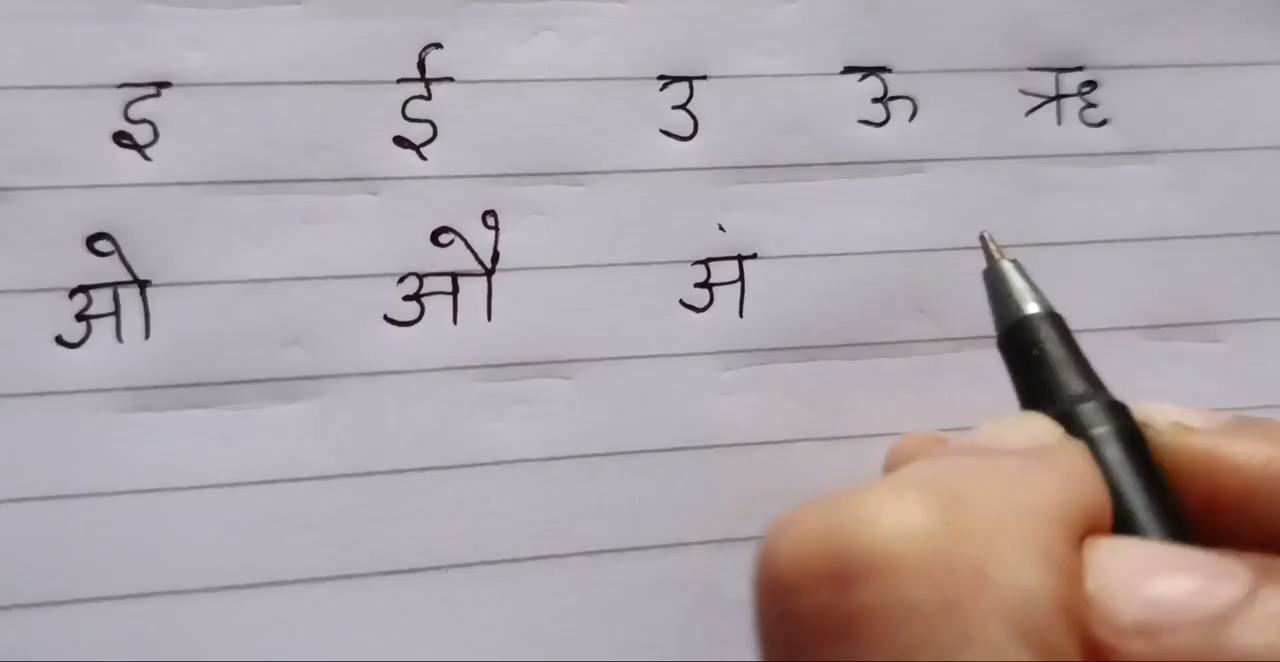 इ ई उ ऊ ऋ
ओ औ अं